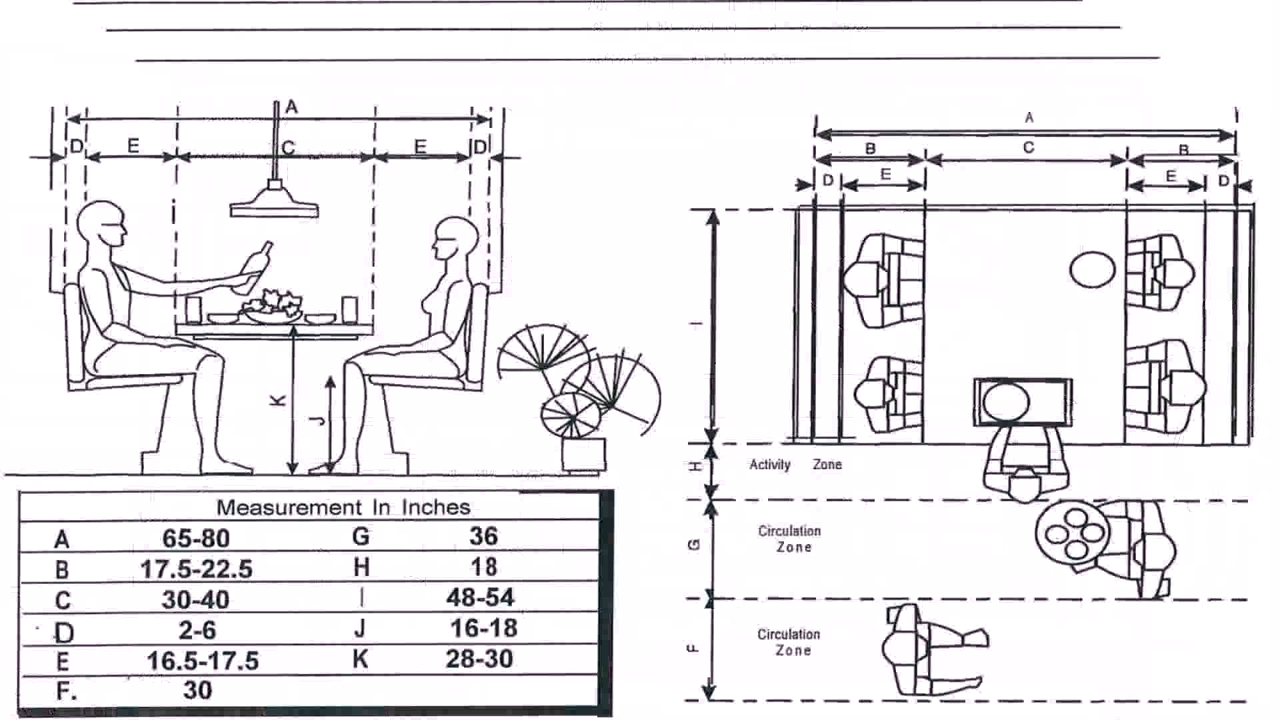 A
D E C E D
K
J
Measurement In Inches
A 65-80 G 36
B 17.5-22.5 H 18
C 30-40 I 48-54
D 2-6 J 16-18
E 16.5-17.5 K 28-30
F. 30
A
B C B
D E E D
I
H Activity Zone
G Circulation
Zone
F Circulation
Zone